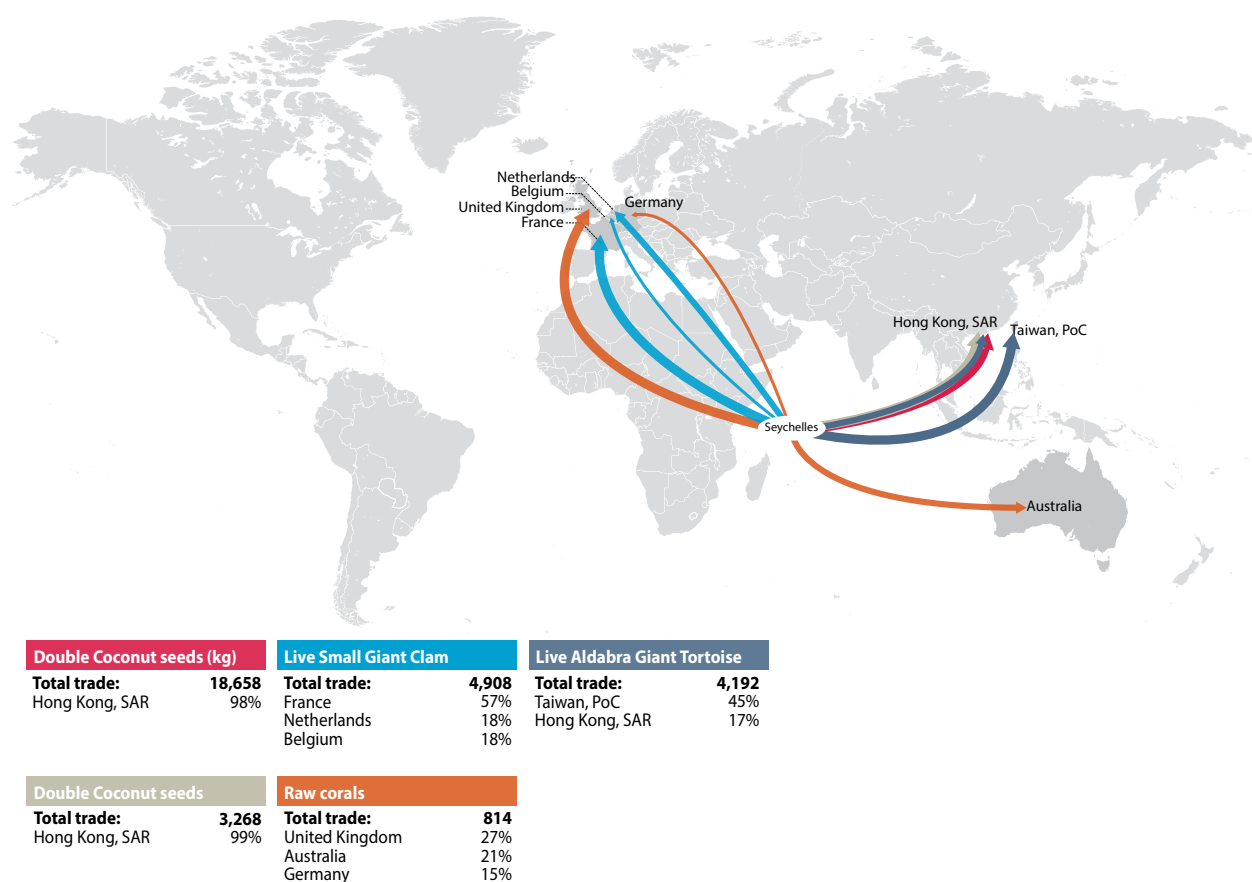 Netherlands
Belgium
United Kingdom
France
Germany
Hong Kong, SAR
Taiwan, PoC
Seychelles
Australia
Double Coconut seeds (kg)
Total trade: 18,658
Hong Kong, SAR 98%
Live Small Giant Clam
Total trade: 4,908
France 57%
Netherlands 18%
Belgium 18%
Live Aldabra Giant Tortoise
Total trade: 4,192
Taiwan, PoC 45%
Hong Kong, SAR 17%
Double Coconut seeds
Total trade: 3,268
Hong Kong, SAR 99%
Raw corals
Total trade: 814
United Kingdom 27%
Australia 21%
Germany 15%